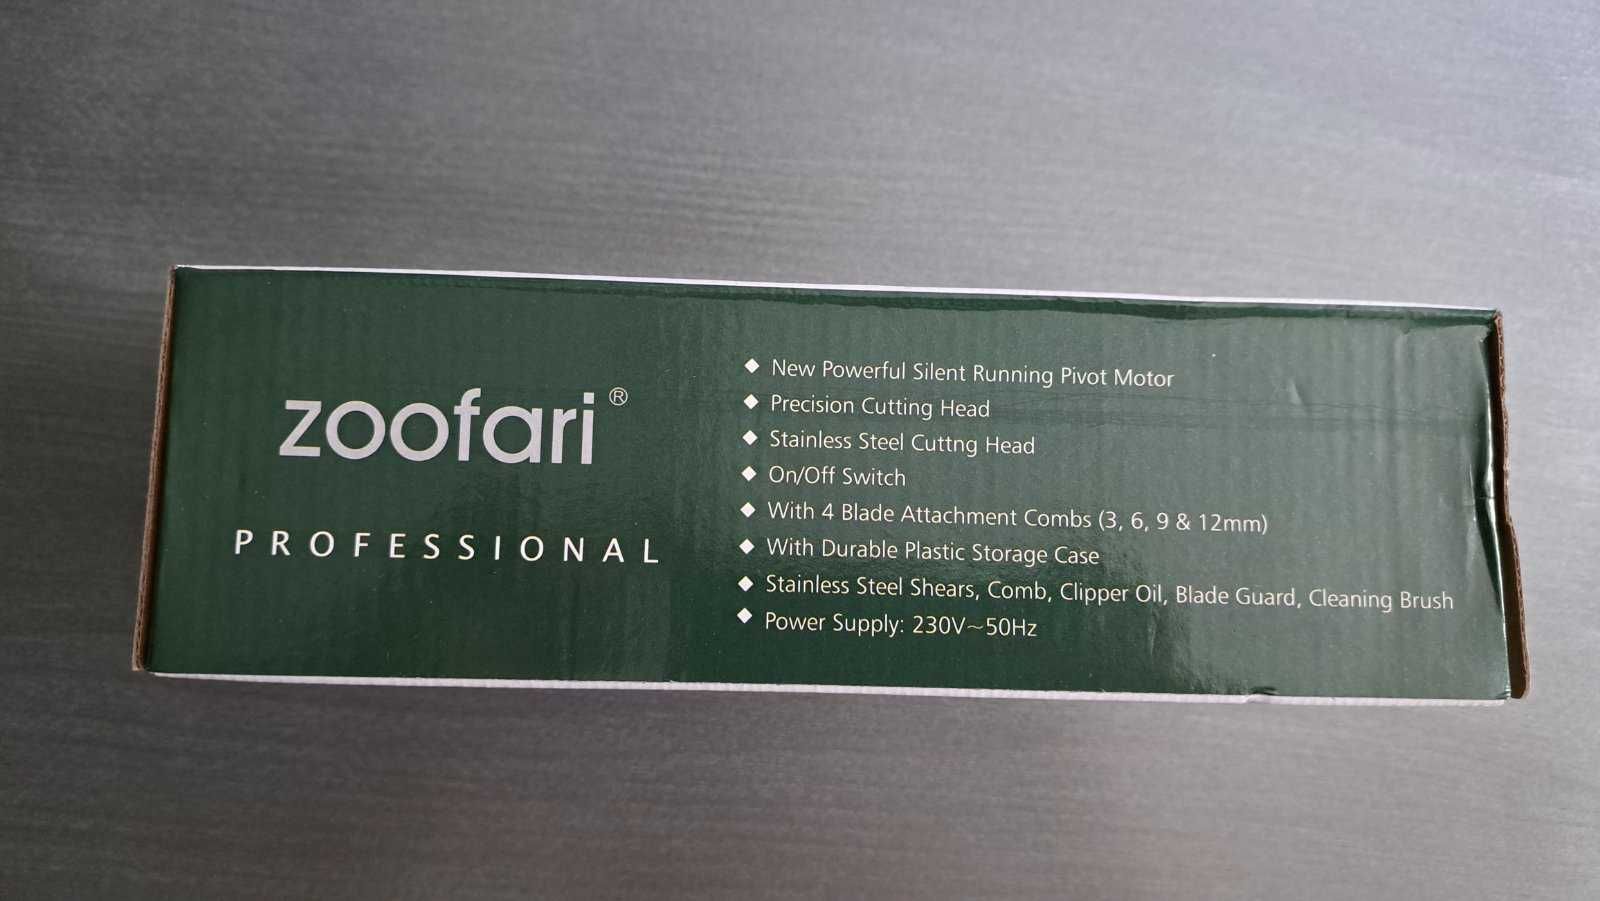 zoofari®
PROFESSIONAL
◆ New Powerful Silent Running Pivot Motor
◆ Precision Cutting Head
◆ Stainless Steel Cuttng Head
◆ On/Off Switch
◆ With 4 Blade Attachment Combs (3, 6, 9 & 12mm)
◆ With Durable Plastic Storage Case
◆ Stainless Steel Shears, Comb, Clipper Oil, Blade Guard, Cleaning Brush
◆ Power Supply: 230V~50Hz